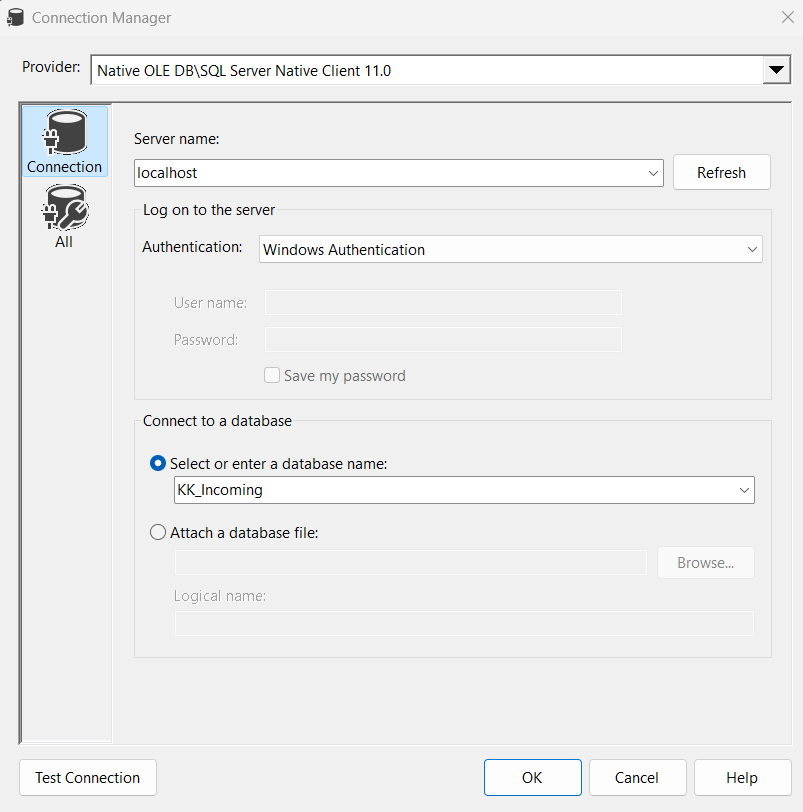 Connection Manager
Provider: Native OLE DB\SQL Server Native Client 11.0
Connection
All
Server name:
localhost Refresh
Log on to the server
Authentication: Windows Authentication
User name:
Password:
Save my password
Connect to a database
Select or enter a database name:
KK_Incoming
Attach a database file:
Browse...
Logical name:
Test Connection OK Cancel Help